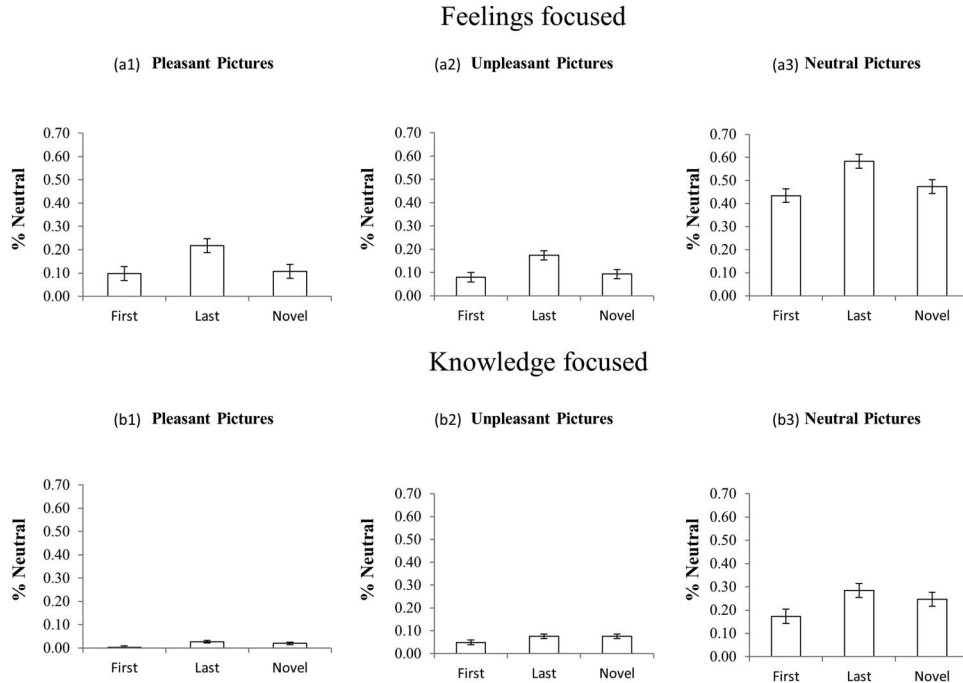 Feelings focused
(a1) Pleasant Pictures
(a2) Unpleasant Pictures
(a3) Neutral Pictures
% Neutral
0.70
0.60
0.50
0.40
0.30
0.20
0.10
0.00
First Last Novel
% Neutral
0.70
0.60
0.50
0.40
0.30
0.20
0.10
0.00
First Last Novel
% Neutral
0.70
0.60
0.50
0.40
0.30
0.20
0.10
0.00
First Last Novel
Knowledge focused
(b1) Pleasant Pictures
(b2) Unpleasant Pictures
(b3) Neutral Pictures
% Neutral
0.70
0.60
0.50
0.40
0.30
0.20
0.10
0.00
First Last Novel
% Neutral
0.70
0.60
0.50
0.40
0.30
0.20
0.10
0.00
First Last Novel
% Neutral
0.70
0.60
0.50
0.40
0.30
0.20
0.10
0.00
First Last Novel